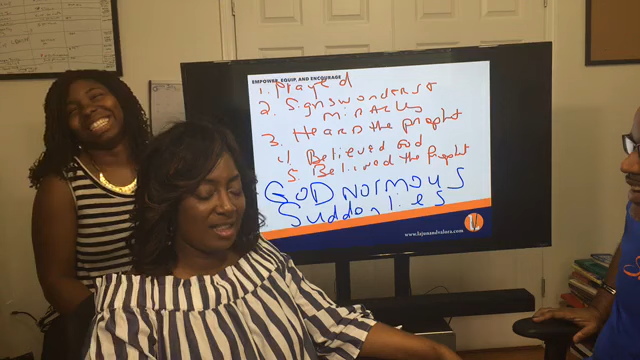 EMPOWER, EQUIP, AND ENCOURAGE
1. Prayed
2. Signs wonders &
miracles
3. Heard the prophet
4) Believed God
5. Believed the prophet
GODNORMOUS
Suddenlies
www.lajunandvalora.com